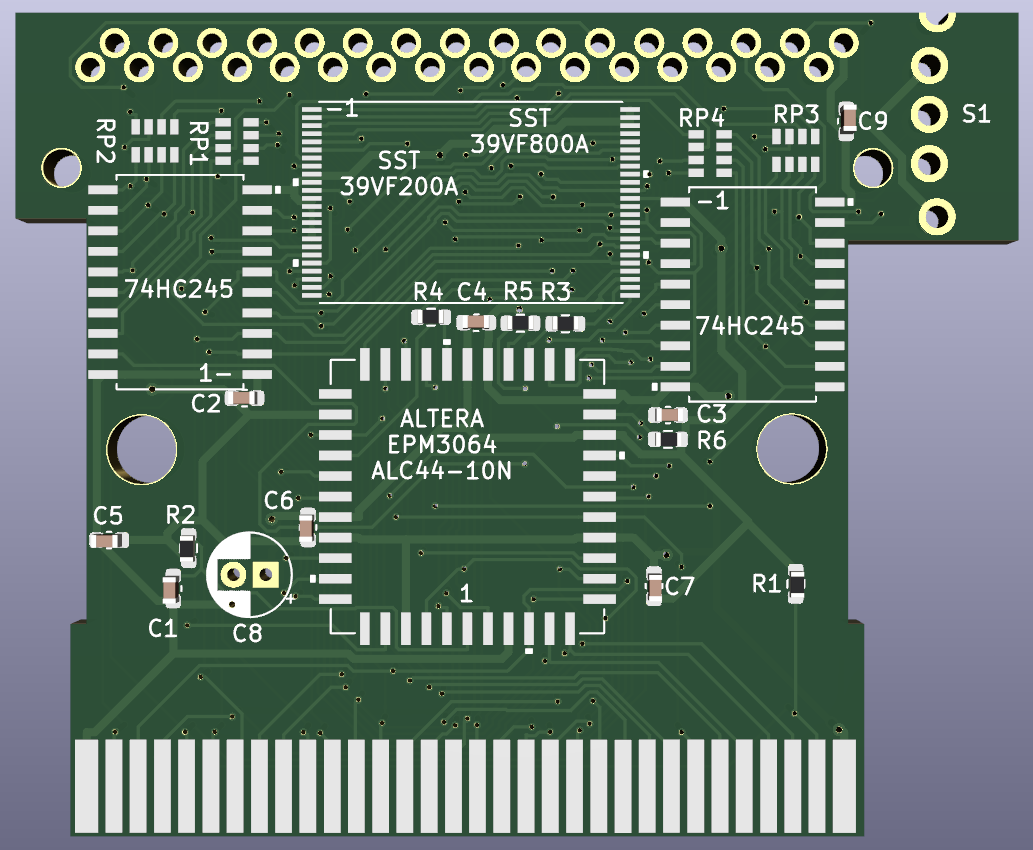 -1
SST
39VF800A
SST
39VF200A
RP2
RP1
RP4
RP3
C9
S1
-1
74HC245
74HC245
1-
R4
C4
R5
R3
C2
ALTERA
EPM3064
ALC44-10N
C3
R6
C6
C5
R2
C7
R1
1
+
C1
C8